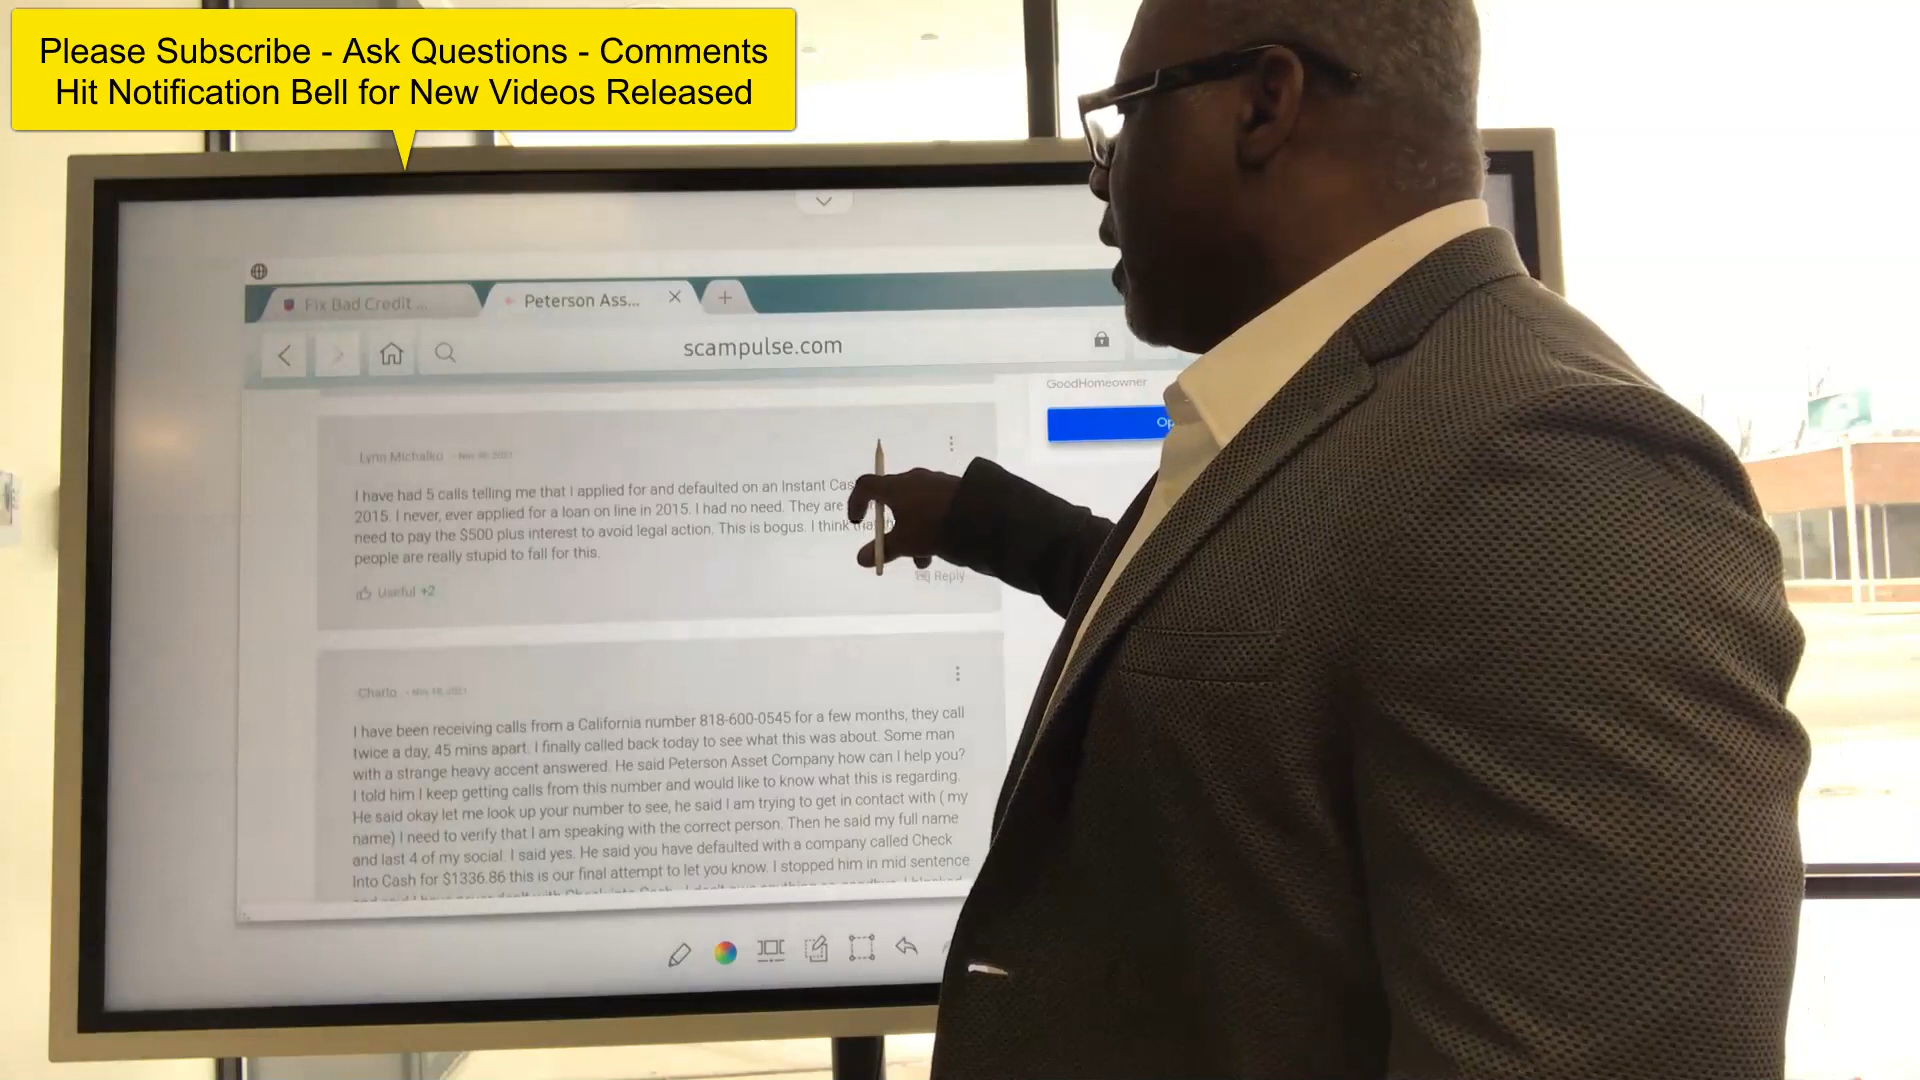 Please Subscribe - Ask Questions - Comments
Hit Notification Bell for New Videos Released
Fix Bad Credit ...
Peterson Ass...
scampulse.com
GoodHomeowner
Op
Lynn Michalko - Nov 2021
I have had 5 calls telling me that I applied for and defaulted on an Instant Cas
2015. I never, ever applied for a loan on line in 2015. I had no need. They are
need to pay the $500 plus interest to avoid legal action. This is bogus. I think
people are really stupid to fall for this.
Useful +2
Reply
Charlo
I have been receiving calls from a California number 818-600-0545 for a few months, they call
twice a day, 45 mins apart. I finally called back today to see what this was about. Some man
with a strange heavy accent answered. He said Peterson Asset Company how can I help you?
I told him I keep getting calls from this number and would like to know what this is regarding.
He said okay let me look up your number to see, he said I am trying to get in contact with ( my
name) I need to verify that I am speaking with the correct person. Then he said my full name
and last 4 of my social. I said yes. He said you have defaulted with a company called Check
Into Cash for $1336.86 this is our final attempt to let you know. I stopped him in mid sentence